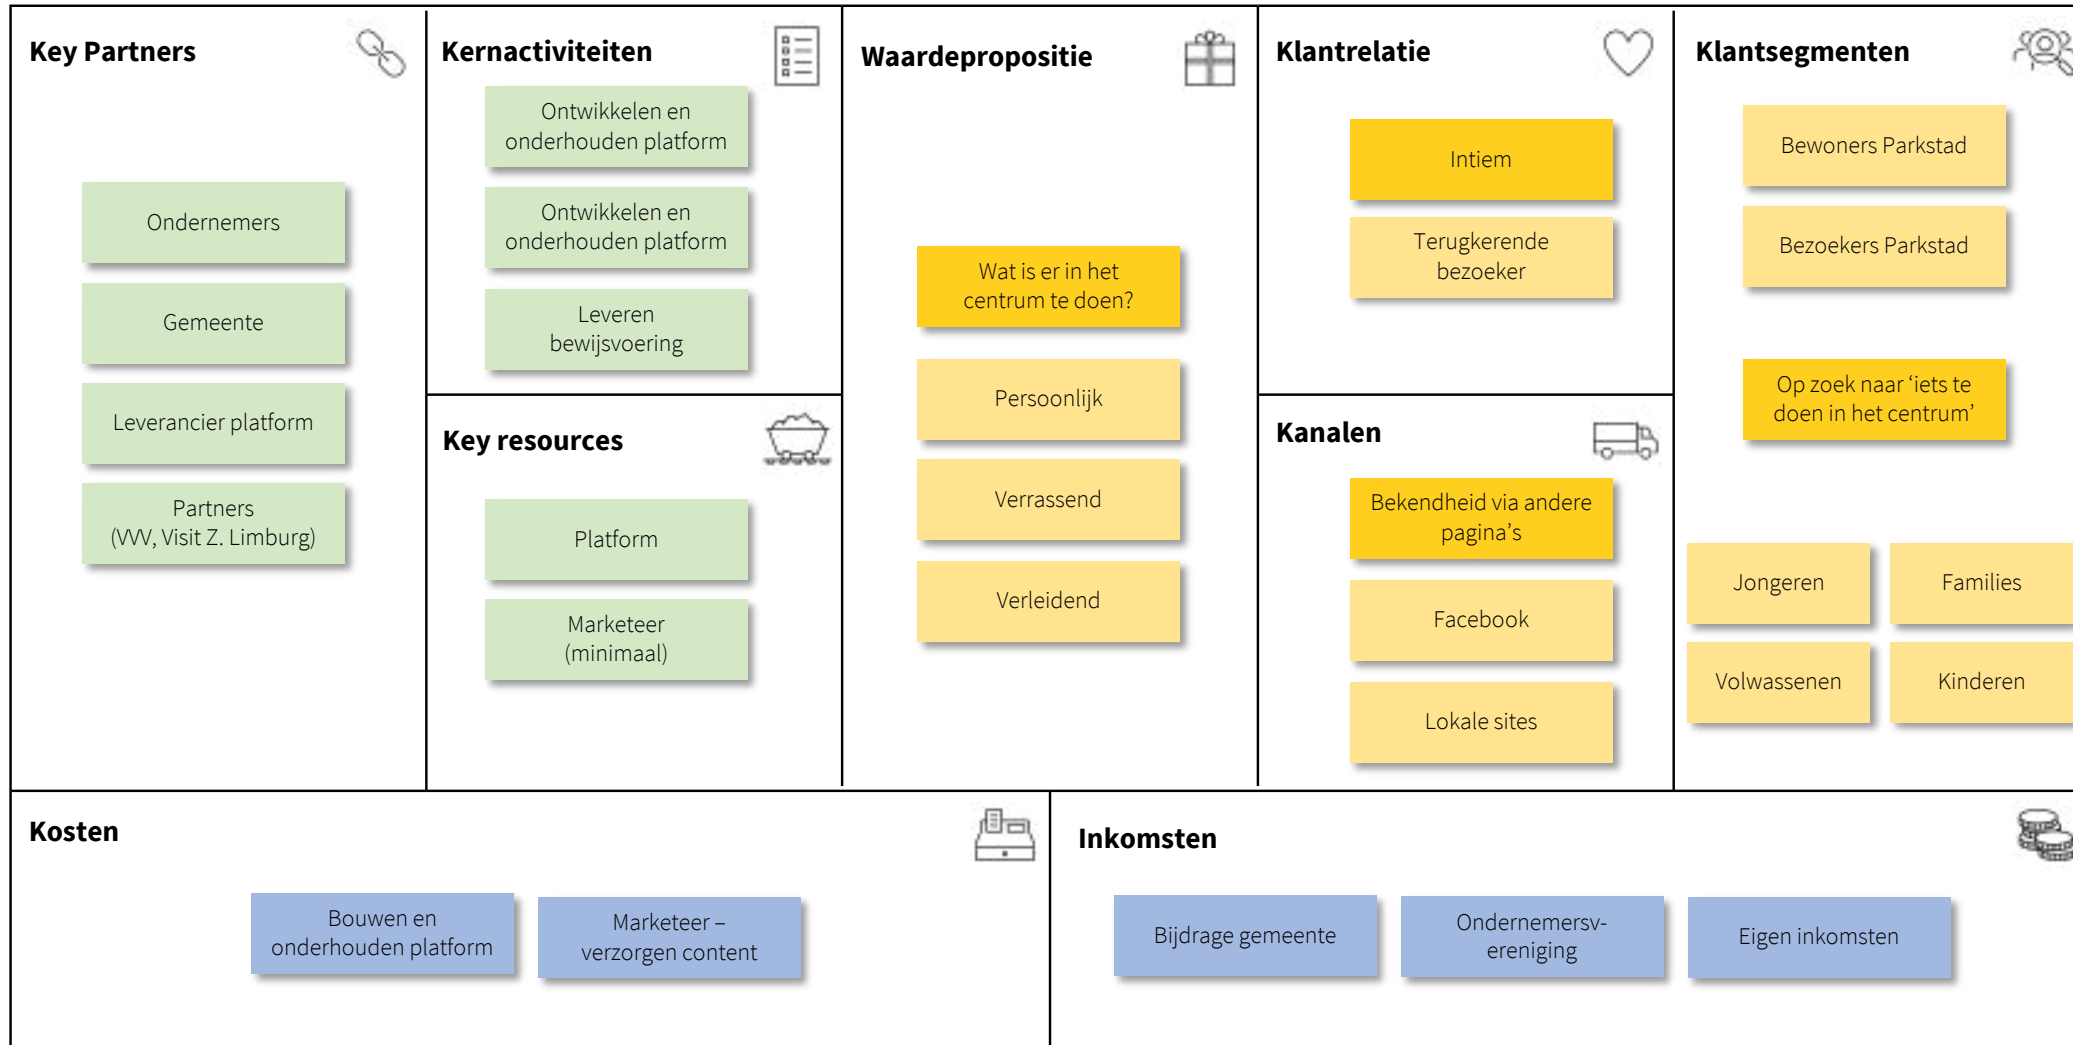 Key Partners
Ondernemers
Gemeente
Leverancier platform
Partners
(VVV, Visit Z. Limburg)
Kernactiviteiten
Ontwikkelen en
onderhouden platform
Ontwikkelen en
onderhouden platform
Leveren
bewijsvoering
Key resources
Platform
Marketeer
(minimaal)
Waardepropositie
Wat is er in het
centrum te doen?
Persoonlijk
Verrassend
Verleidend
Klantrelatie
Intiem
Terugkerende
bezoeker
Kanalen
Bekendheid via andere
pagina’s
Facebook
Lokale sites
Klantsegmenten
Bewoners Parkstad
Bezoekers Parkstad
Op zoek naar ‘iets te
doen in het centrum’
Jongeren
Families
Volwassenen
Kinderen
Kosten
Bouwen en
onderhouden platform
Marketeer –
verzorgen content
Inkomsten
Bijdrage gemeente
Ondernemersv-
ereniging
Eigen inkomsten